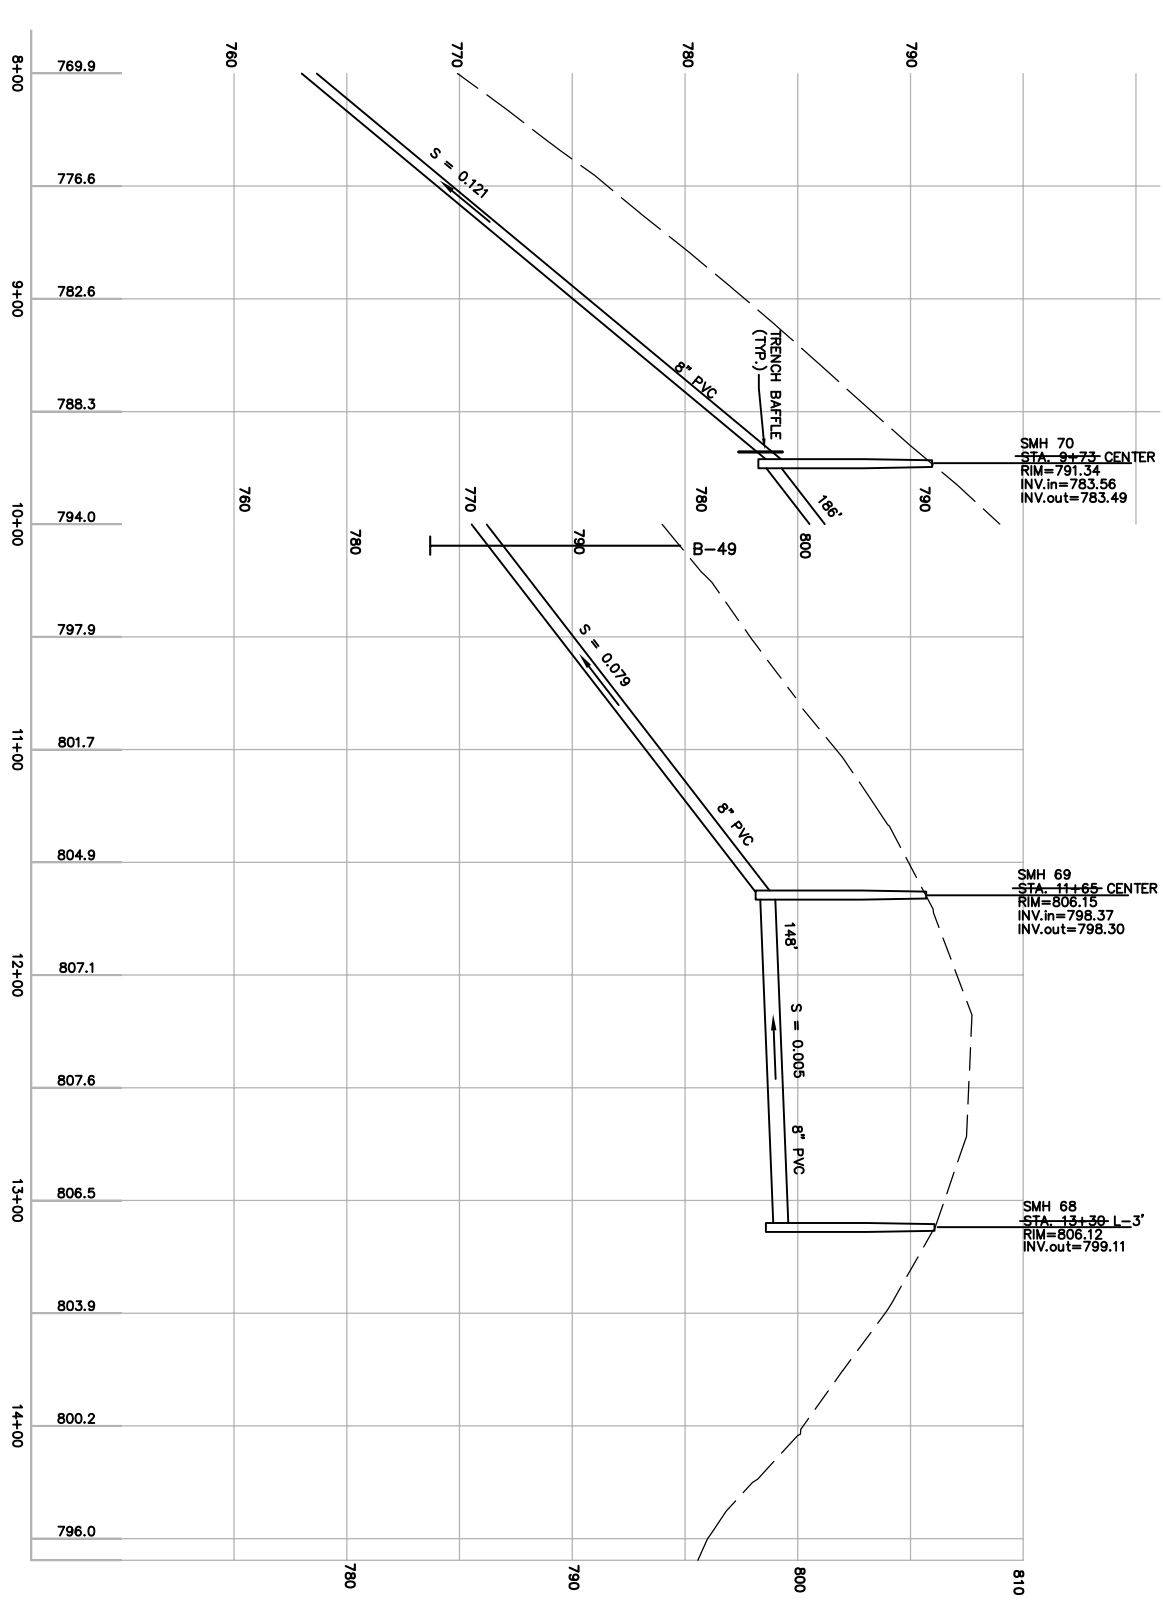 760
770
780
790
8+00
769.9
S = 0.121
776.6
9+00
782.6
TRENCH BAFFLE
(TYP.)
8" PVC
788.3
SMH 70
STA. 9+73 CENTER
RIM=791.34
INV.in=783.56
INV.out=783.49
760
770
780
790
186'
10+00
794.0
780
790
B-49
800
797.9
S = 0.079
11+00
801.7
8" PVC
804.9
SMH 69
STA. 11+65 CENTER
RIM=806.15
INV.in=798.37
INV.out=798.30
148'
12+00
807.1
S = 0.005
807.6
8" PVC
13+00
806.5
SMH 68
STA. 13+30 L-3'
RIM=806.12
INV.out=799.11
803.9
14+00
800.2
796.0
780
790
800
810